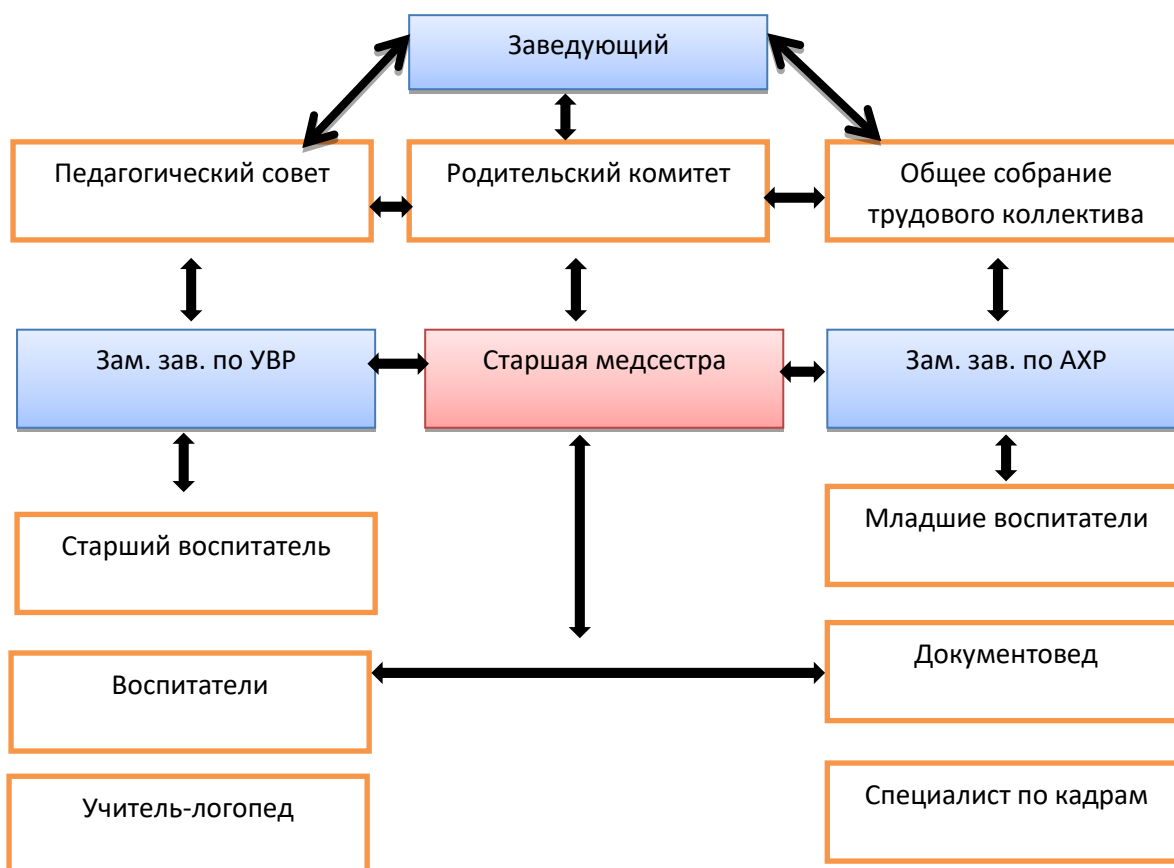 Заведующий
Педагогический совет
Родительский комитет
Общее собрание
трудового коллектива
Зам. зав. по УВР
Старшая медсестра
Зам. зав. по АХР
Старший воспитатель
Младшие воспитатели
Воспитатели
Документовед
Учитель-логопед
Специалист по кадрам